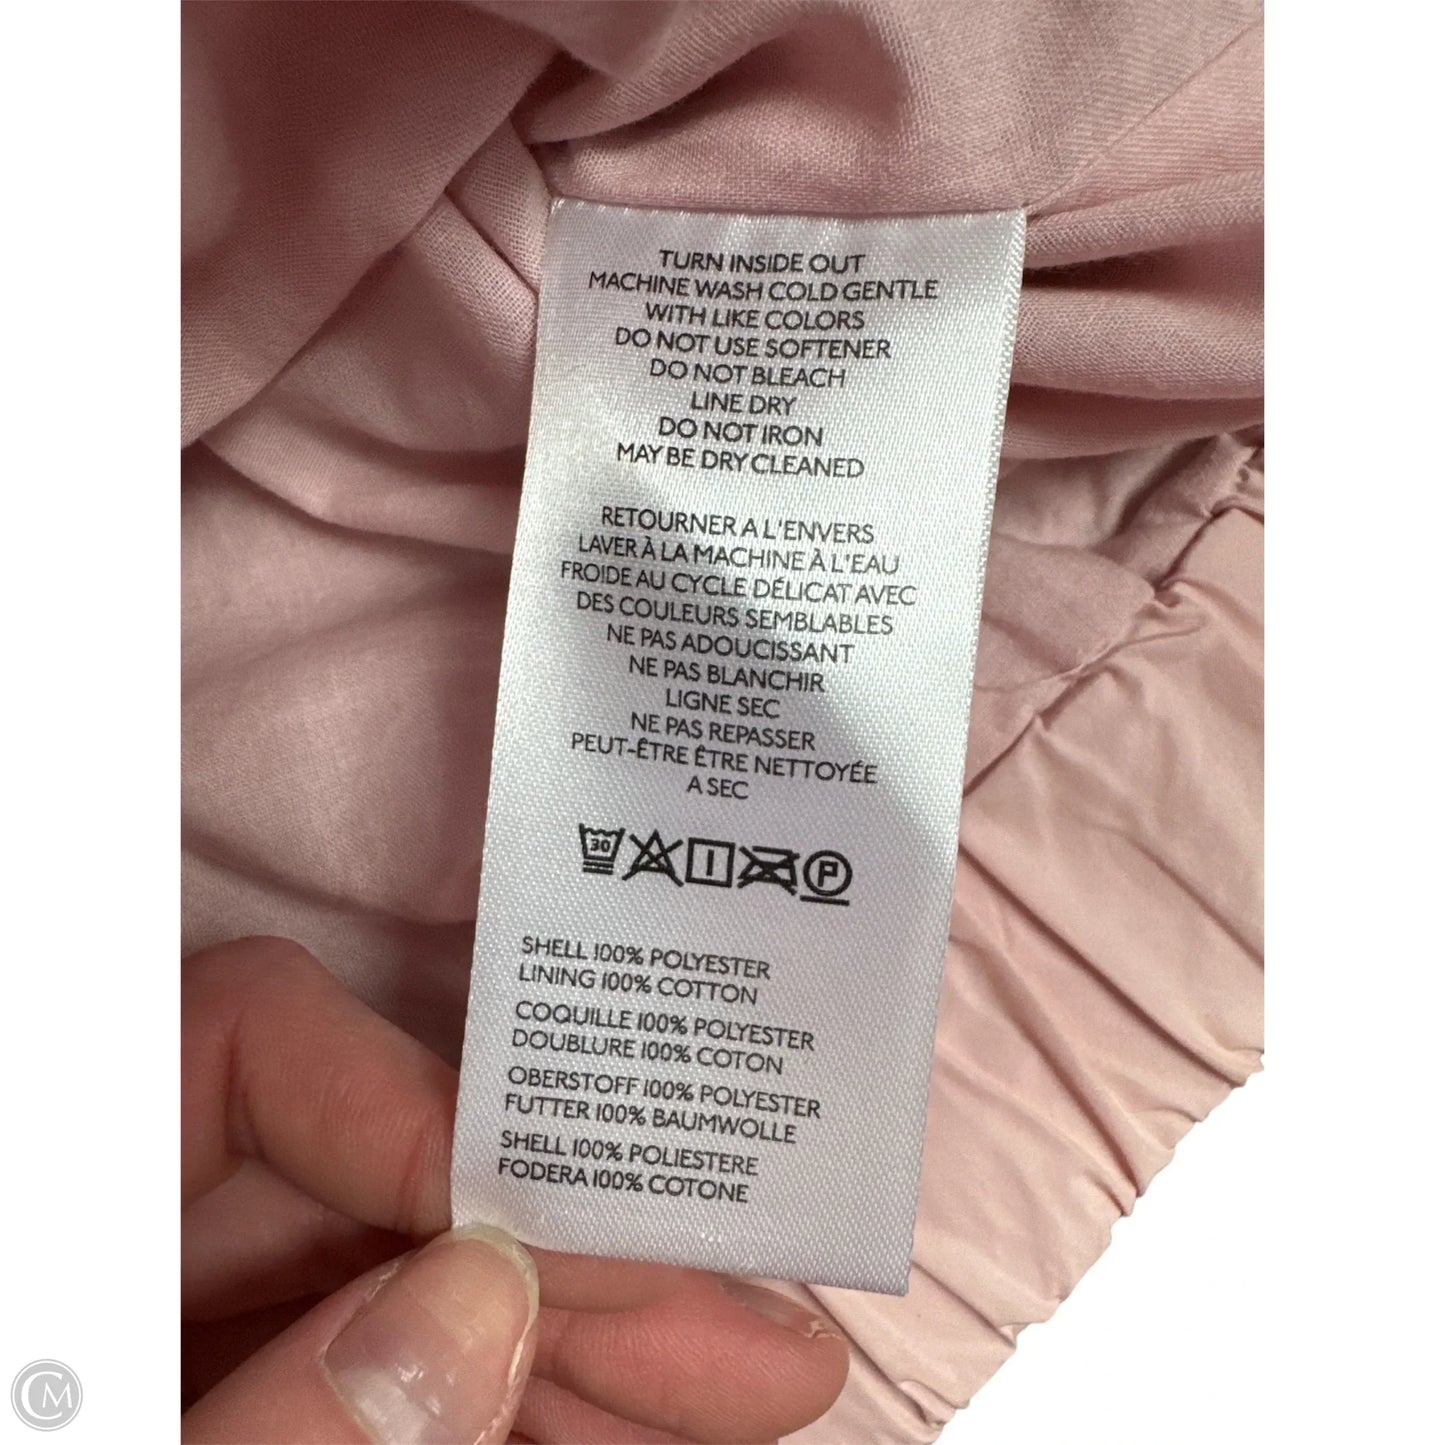 TURN INSIDE OUT
MACHINE WASH COLD GENTLE
WITH LIKE COLORS
DO NOT USE SOFTENER
DO NOT BLEACH
LINE DRY
DO NOT IRON
MAY BE DRY CLEANED
RETOURNER A L'ENVERS
LAVER À LA MACHINE À L'EAU
FROIDE AU CYCLE DÉLICAT AVEC
DES COULEURS SEMBLABLES
NE PAS ADOUCISSANT
NE PAS BLANCHIR
LIGNE SEC
NE PAS REPASSER
PEUT-ÊTRE ÊTRE NETTOYÉE
A SEC
30 P
SHELL 100% POLYESTER
LINING 100% COTTON
COQUILLE 100% POLYESTER
DOUBLURE 100% COTON
OBERSTOFF 100% POLYESTER
FUTTER 100% BAUMWOLLE
SHELL 100% POLIESTERE
FODERA 100% COTONE
CM